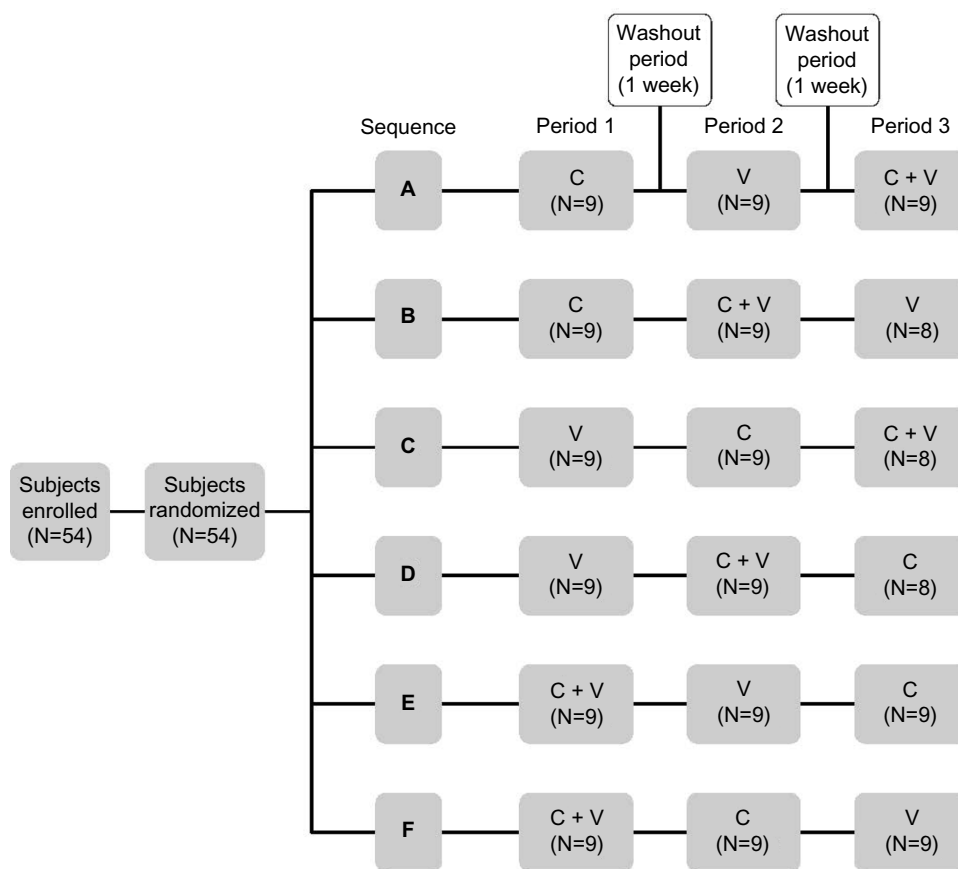 Washout
period
(1 week)
Washout
period
(1 week)
Sequence
Period 1
Period 2
Period 3
A
C
(N=9)
V
(N=9)
C + V
(N=9)
B
C
(N=9)
C + V
(N=9)
V
(N=8)
C
V
(N=9)
C
(N=9)
C + V
(N=8)
Subjects
enrolled
(N=54)
Subjects
randomized
(N=54)
D
V
(N=9)
C + V
(N=9)
C
(N=8)
E
C + V
(N=9)
V
(N=9)
C
(N=9)
F
C + V
(N=9)
C
(N=9)
V
(N=9)